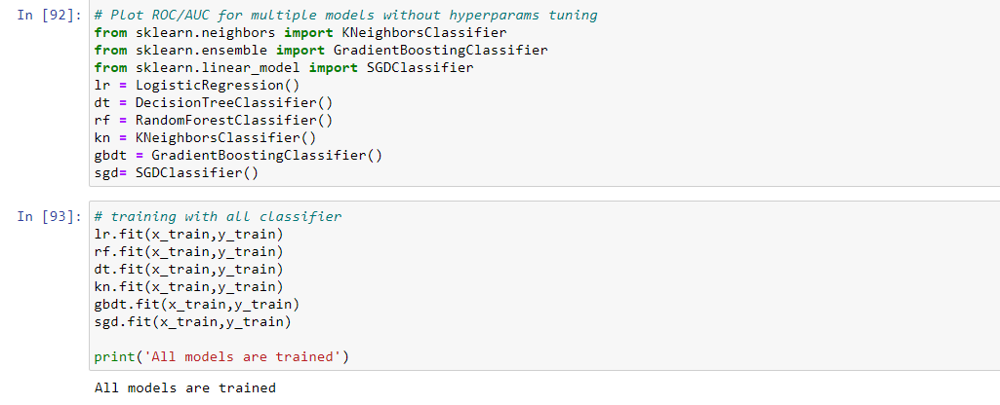 In [92]: # Plot ROC/AUC for multiple models without hyperparams tuning
from sklearn.neighbors import KNeighborsClassifier
from sklearn.ensemble import GradientBoostingClassifier
from sklearn.linear_model import SGDClassifier
lr = LogisticRegression()
dt = DecisionTreeClassifier()
rf = RandomForestClassifier()
kn = KNeighborsClassifier()
gbdt = GradientBoostingClassifier()
sgd= SGDClassifier()
In [93]: # training with all classifier
lr.fit(x_train,y_train)
rf.fit(x_train,y_train)
dt.fit(x_train,y_train)
kn.fit(x_train,y_train)
gbdt.fit(x_train,y_train)
sgd.fit(x_train,y_train)
print('All models are trained')
All models are trained